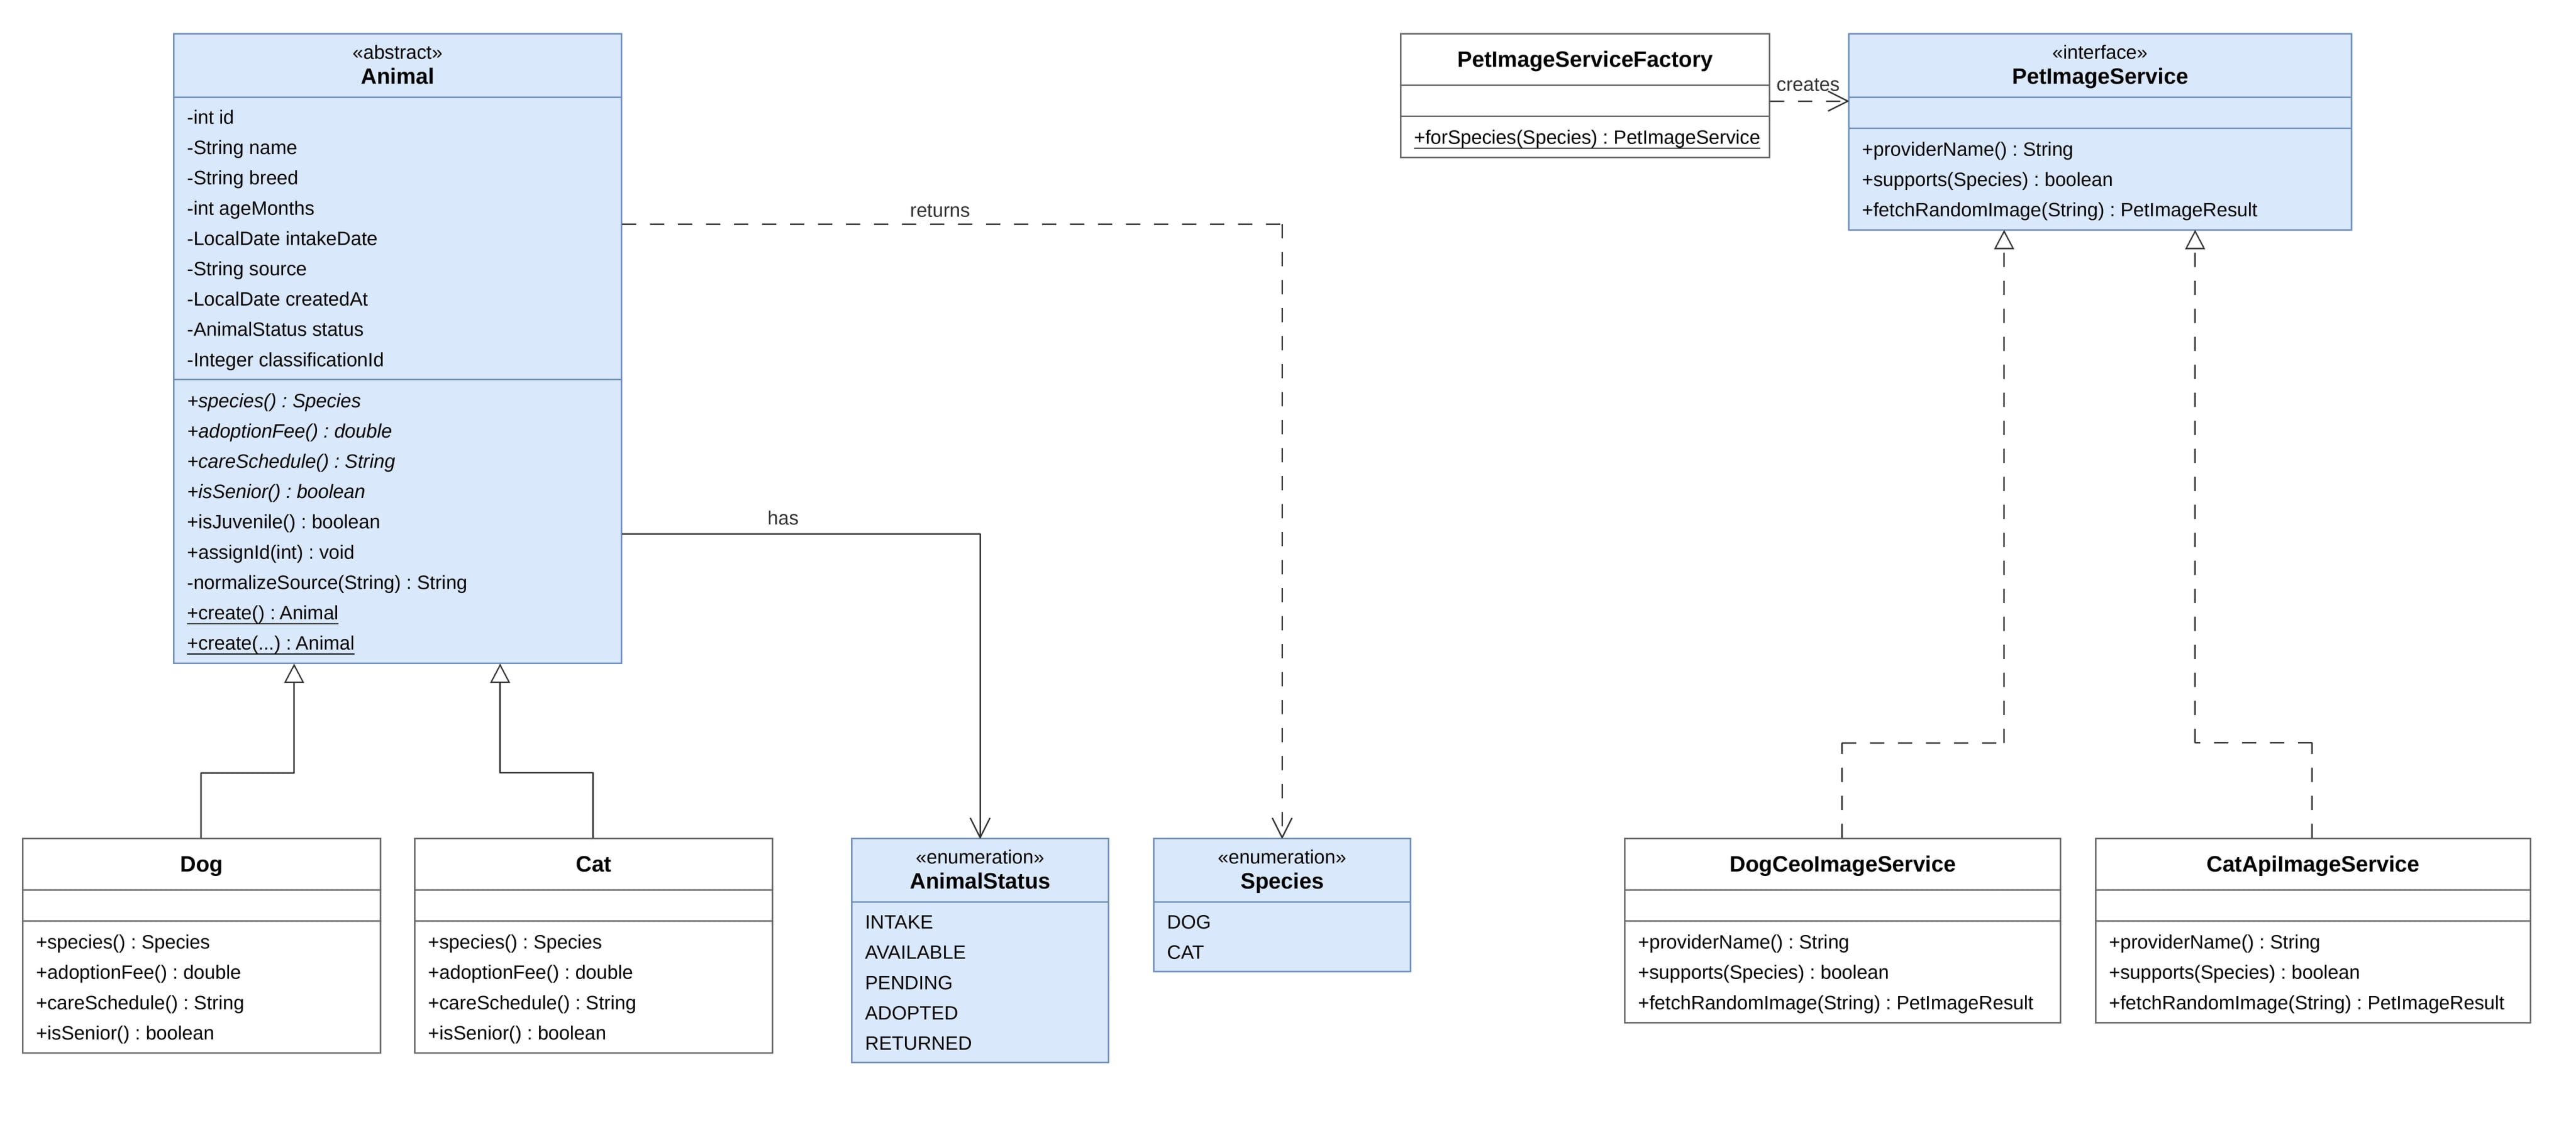 «abstract»
Animal
-int id
-String name
-String breed
-int ageMonths
-LocalDate intakeDate
-String source
-LocalDate createdAt
-AnimalStatus status
-Integer classificationId
+species() : Species
+adoptionFee() : double
+careSchedule() : String
+isSenior() : boolean
+isJuvenile() : boolean
+assignId(int) : void
-normalizeSource(String) : String
+create() : Animal
+create(...) : Animal
returns
has
PetImageServiceFactory
+forSpecies(Species) : PetImageService
creates
«interface»
PetImageService
+providerName() : String
+supports(Species) : boolean
+fetchRandomImage(String) : PetImageResult
Dog
+species() : Species
+adoptionFee() : double
+careSchedule() : String
+isSenior() : boolean
Cat
+species() : Species
+adoptionFee() : double
+careSchedule() : String
+isSenior() : boolean
«enumeration»
AnimalStatus
INTAKE
AVAILABLE
PENDING
ADOPTED
RETURNED
«enumeration»
Species
DOG
CAT
DogCeoImageService
+providerName() : String
+supports(Species) : boolean
+fetchRandomImage(String) : PetImageResult
CatApiImageService
+providerName() : String
+supports(Species) : boolean
+fetchRandomImage(String) : PetImageResult